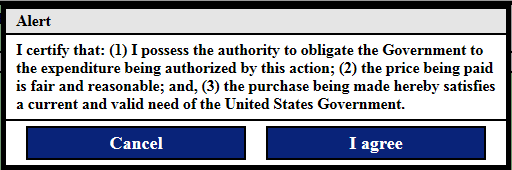 Alert
I certify that: (1) I possess the authority to obligate the Government to
the expenditure being authorized by this action; (2) the price being paid
is fair and reasonable; and, (3) the purchase being made hereby satisfies
a current and valid need of the United States Government.
Cancel
I agree